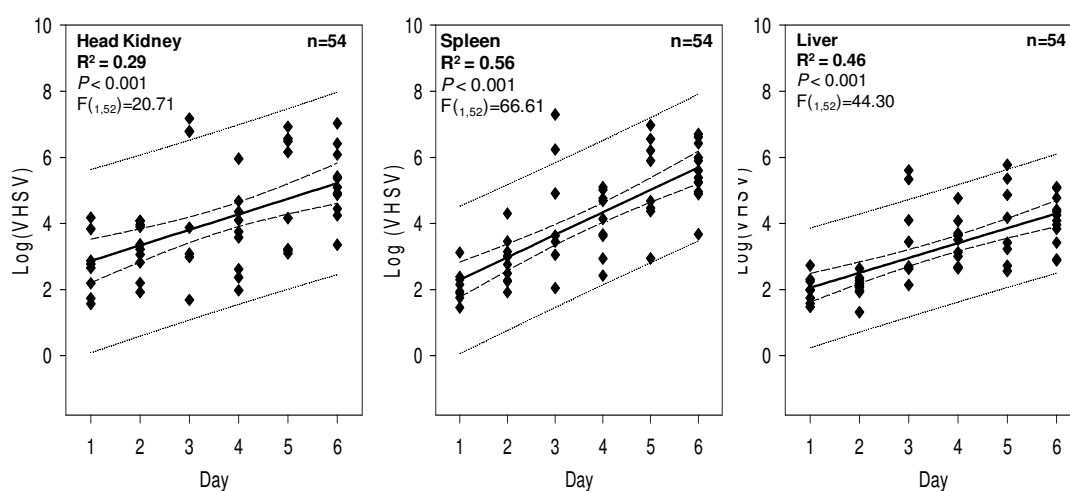 Head Kidney n=54
R² = 0.29
P< 0.001
F(1,52)=20.71
10
8
6
4
2
0
Log(VHSV)
1 2 3 4 5 6
Day
Spleen n=54
R² = 0.56
P< 0.001
F(1,52)=66.61
10
8
6
4
2
0
Log (VHSV)
1 2 3 4 5 6
Day
Liver n=54
R² = 0.46
P< 0.001
F(1,52)=44.30
10
8
6
4
2
0
Log(VHSV)
1 2 3 4 5 6
Day